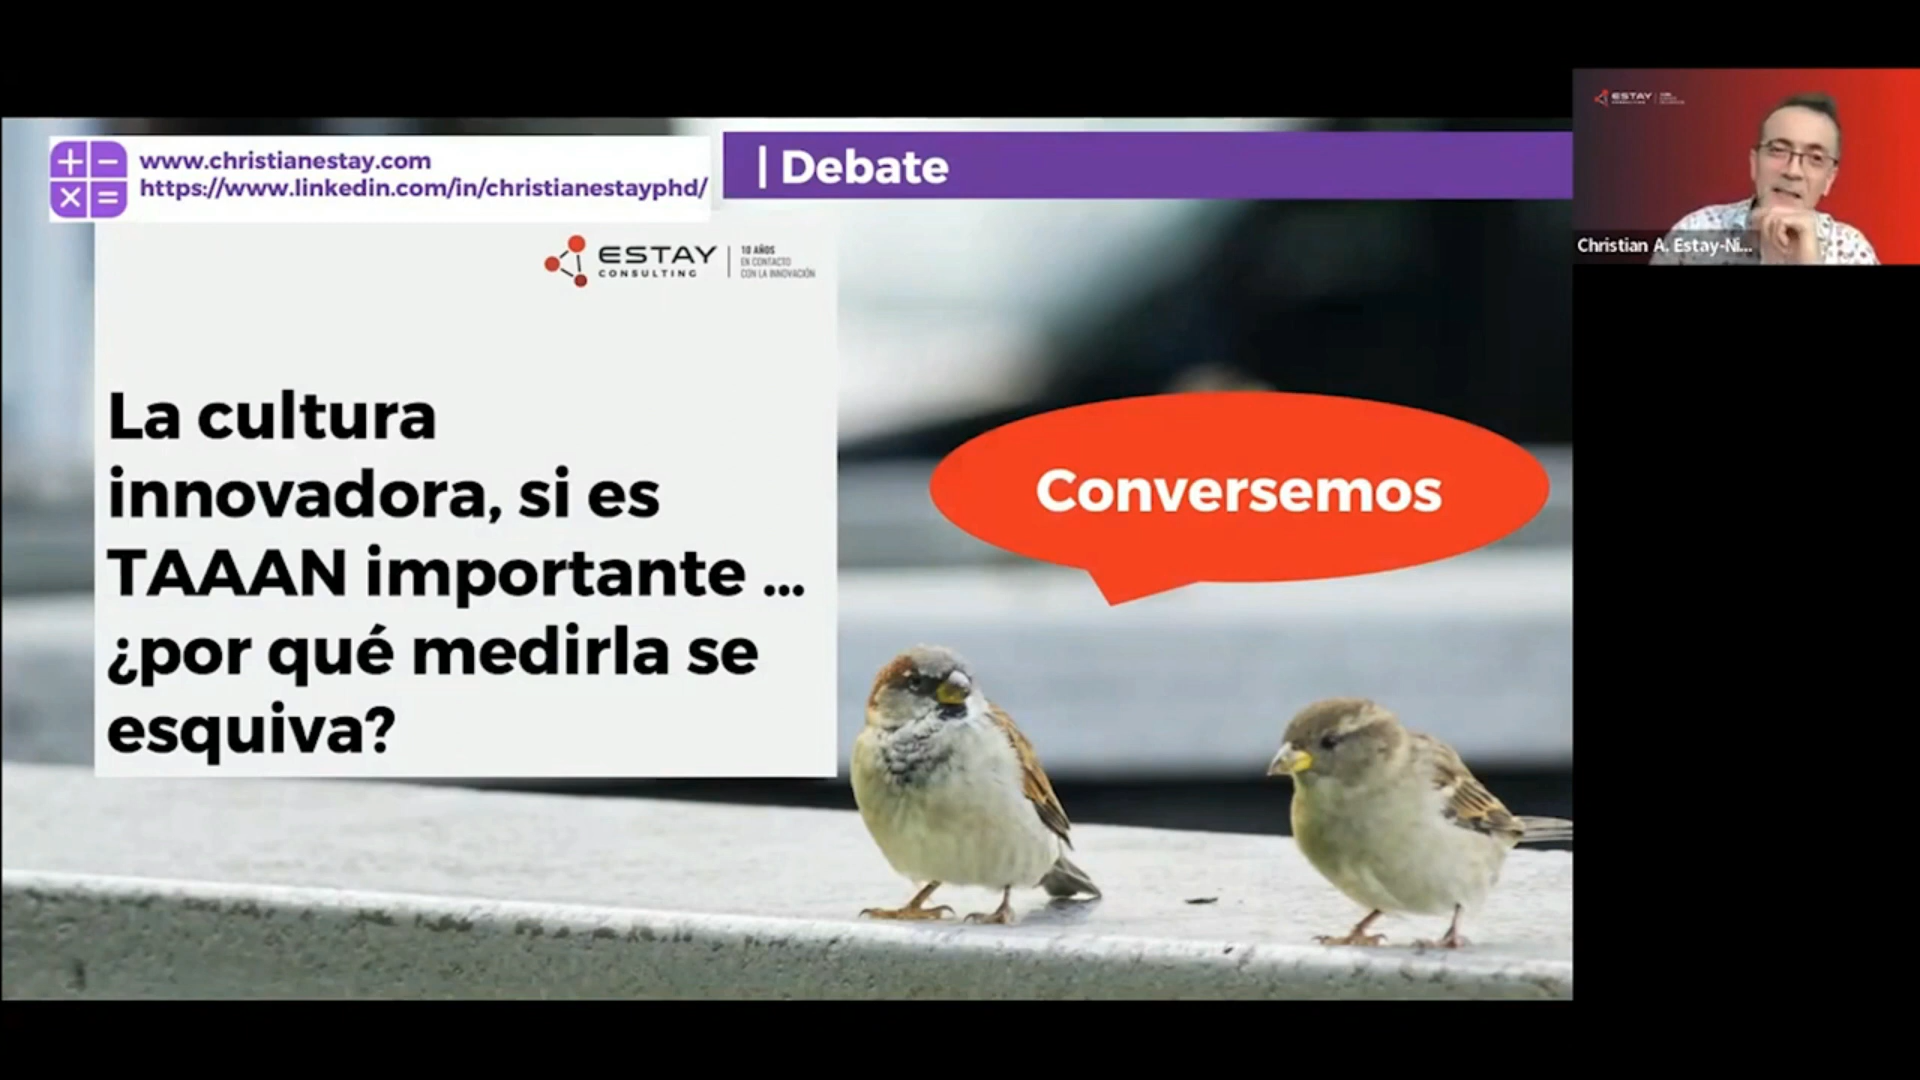 www.christianestay.com
https://www.linkedin.com/in/christianestayphd/
| Debate
ESTAY
CONSULTING
10 AÑOS
EN CONTACTO
CON LA INNOVACIÓN
La cultura
innovadora, si es
TAAAN importante ...
¿por qué medirla se
esquiva?
Conversemos
ESTAY
Christian A. Estay-Ni...